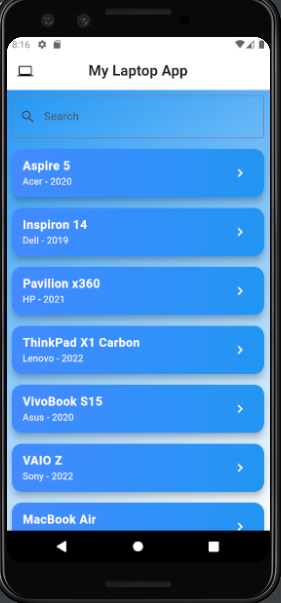 8:16
My Laptop App
Search
Aspire 5
Acer - 2020
Inspiron 14
Dell - 2019
Pavilion x360
HP - 2021
ThinkPad X1 Carbon
Lenovo - 2022
VivoBook S15
Asus - 2020
VAIO Z
Sony - 2022
MacBook Air